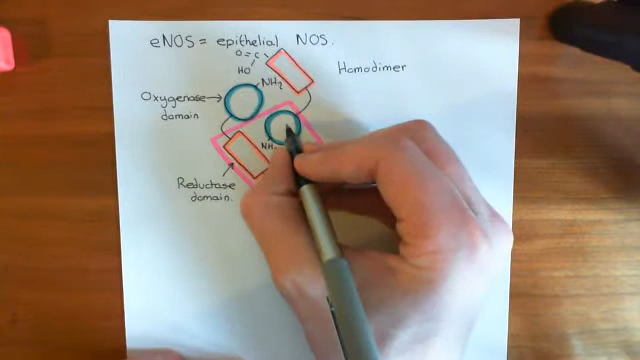 eNOS = epithelial NOS.
O=C
HO
NH2
Homodimer
Oxygenase
domain
NH
Reductase
domain.